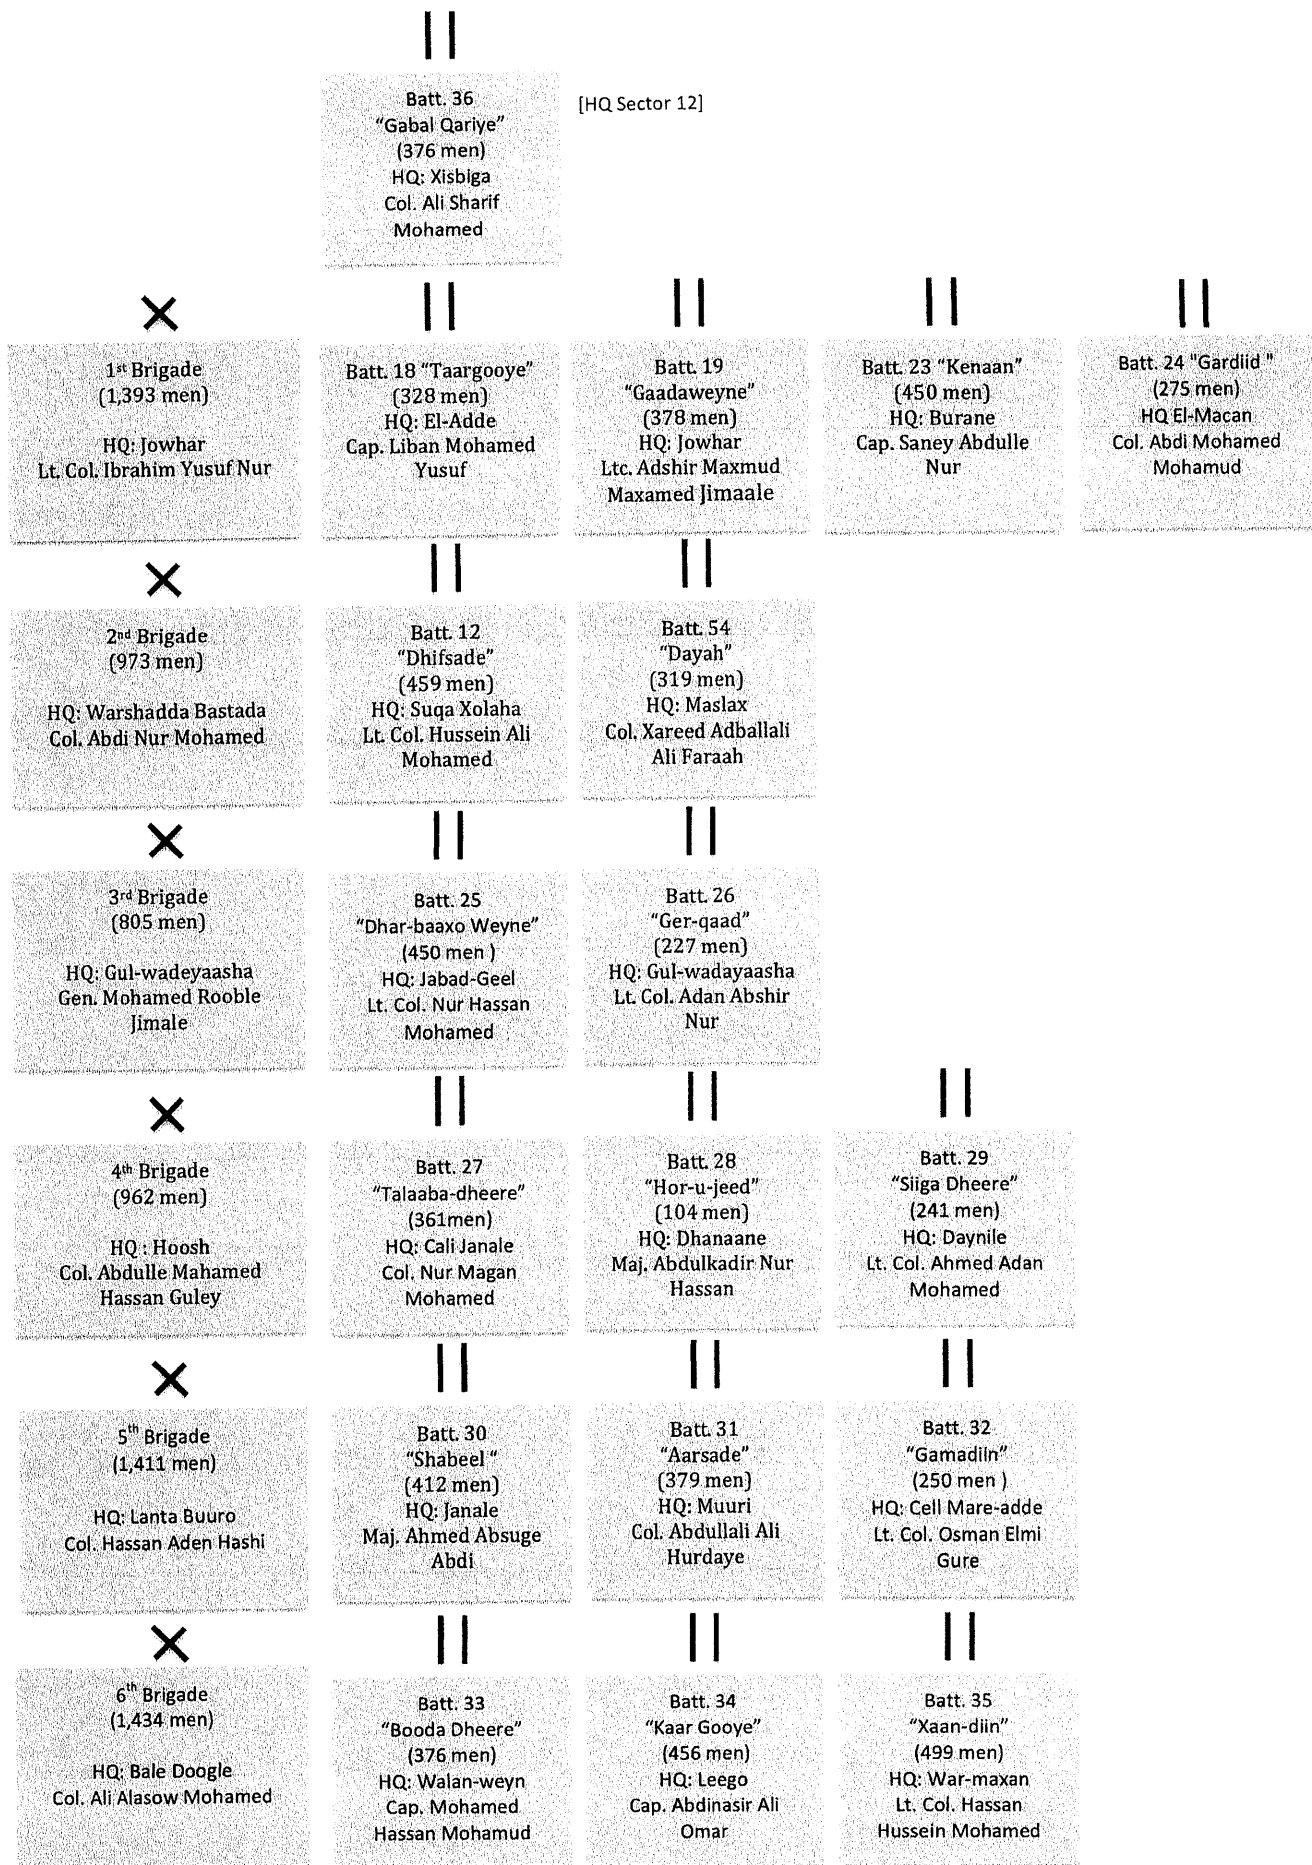 Batt. 36
“Gabal Qariye”
(376 men)
HQ: Xisbiga
Col. Ali Sharif
Mohamed
[HQ Sector 12]
1st Brigade
(1,393 men)
HQ: Jowhar
Lt. Col. Ibrahim Yusuf Nur
Batt. 18 “Taargooye”
(328 men)
HQ: El-Adde
Cap. Liban Mohamed
Yusuf
Batt. 19
“Gaadaweyne”
(378 men)
HQ: Jowhar
Ltc. Adshir Maxmud
Maxamed Jimaale
Batt. 23 “Kenaan”
(450 men)
HQ: Burane
Cap. Saney Abdulle
Nur
Batt. 24 "Gardiid "
(275 men)
HQ El-Macan
Col. Abdi Mohamed
Mohamud
2nd Brigade
(973 men)
HQ: Warshadda Bastada
Col. Abdi Nur Mohamed
Batt. 12
“Dhifsade”
(459 men)
HQ: Suqa Xolaha
Lt. Col. Hussein Ali
Mohamed
Batt. 54
“Dayah”
(319 men)
HQ: Maslax
Col. Xareed Adballali
Ali Faraah
3rd Brigade
(805 men)
HQ: Gul-wadeyaasha
Gen. Mohamed Rooble
Jimale
Batt. 25
“Dhar-baaxo Weyne”
(450 men )
HQ: Jabad-Geel
Lt. Col. Nur Hassan
Mohamed
Batt. 26
“Ger-qaad”
(227 men)
HQ: Gul-wadayaasha
Lt. Col. Adan Abshir
Nur
4th Brigade
(962 men)
HQ : Hoosh
Col. Abdulle Mahamed
Hassan Guley
Batt. 27
“Talaaba-dheere”
(361men)
HQ: Cali Janale
Col. Nur Magan
Mohamed
Batt. 28
“Hor-u-jeed”
(104 men)
HQ: Dhanaane
Maj. Abdulkadir Nur
Hassan
Batt. 29
“Siiga Dheere”
(241 men)
HQ: Daynile
Lt. Col. Ahmed Adan
Mohamed
5th Brigade
(1,411 men)
HQ: Lanta Buuro
Col. Hassan Aden Hashi
Batt. 30
“Shabeel “
(412 men)
HQ: Janale
Maj. Ahmed Absuge
Abdi
Batt. 31
“Aarsade”
(379 men)
HQ: Muuri
Col. Abdullali Ali
Hurdaye
Batt. 32
“Gamadiin”
(250 men )
HQ: Cell Mare-adde
Lt. Col. Osman Elmi
Gure
6th Brigade
(1,434 men)
HQ: Bale Doogle
Col. Ali Alasow Mohamed
Batt. 33
“Booda Dheere”
(376 men)
HQ: Walan-weyn
Cap. Mohamed
Hassan Mohamud
Batt. 34
“Kaar Gooye”
(456 men)
HQ: Leego
Cap. Abdinasir Ali
Omar
Batt. 35
“Xaan-diin”
(499 men)
HQ: War-maxan
Lt. Col. Hassan
Hussein Mohamed